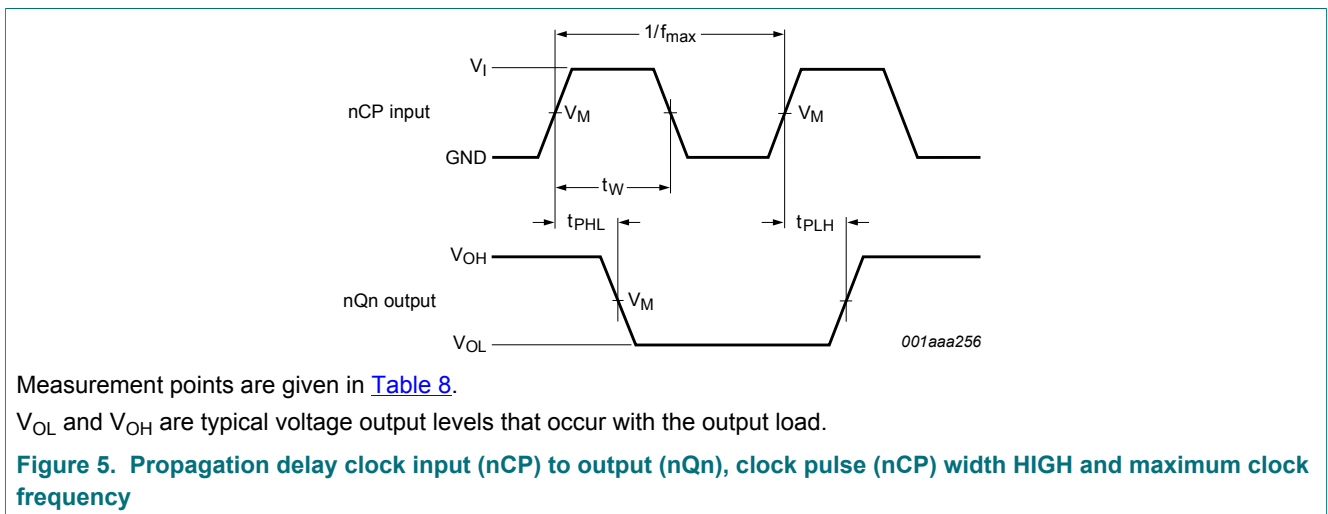 1/fmax
VI
nCP input
VM
VM
GND
tW
tPHL
tPLH
VOH
nQn output
VM
VOL
001aaa256
Measurement points are given in Table 8.
VOL and VOH are typical voltage output levels that occur with the output load.
Figure 5. Propagation delay clock input (nCP) to output (nQn), clock pulse (nCP) width HIGH and maximum clock
frequency